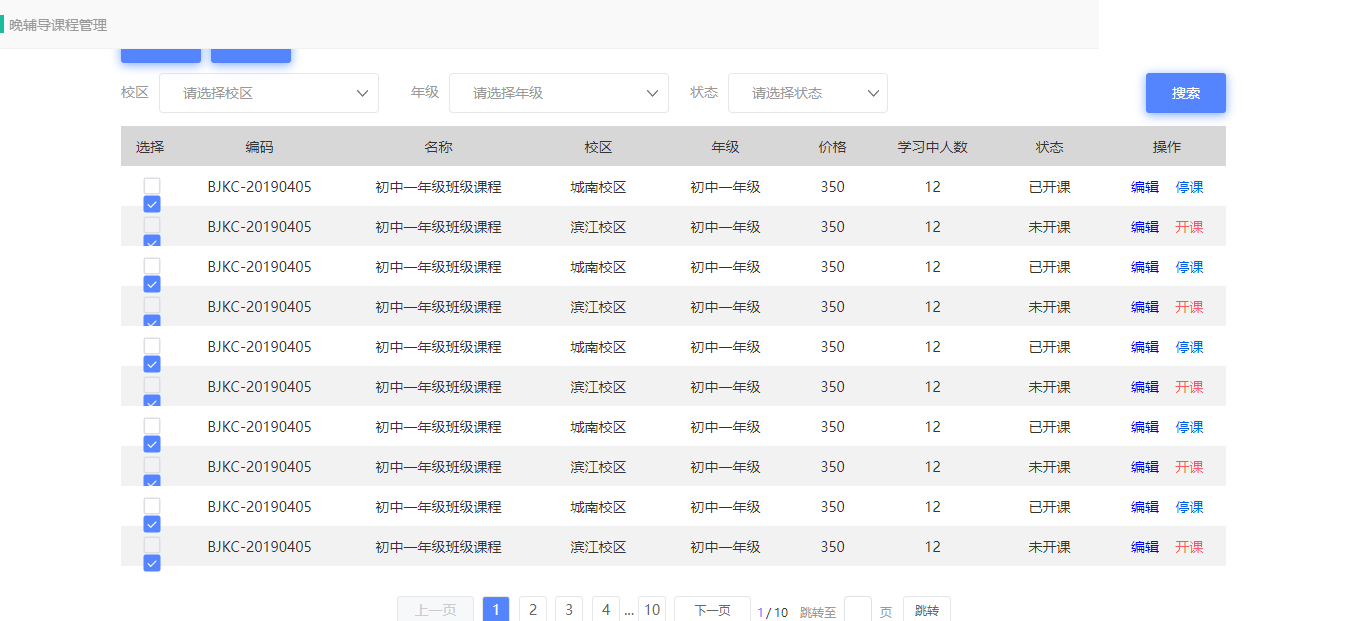 晚辅导课程管理
校区 请选择校区 年级 请选择年级 状态 请选择状态 搜索
选择 编码 名称 校区 年级 价格 学习中人数 状态 操作
BJKC-20190405 初中一年级班级课程 城南校区 初中一年级 350 12 已开课 编辑 停课
BJKC-20190405 初中一年级班级课程 滨江校区 初中一年级 350 12 未开课 编辑 开课
BJKC-20190405 初中一年级班级课程 城南校区 初中一年级 350 12 已开课 编辑 停课
BJKC-20190405 初中一年级班级课程 滨江校区 初中一年级 350 12 未开课 编辑 开课
BJKC-20190405 初中一年级班级课程 城南校区 初中一年级 350 12 已开课 编辑 停课
BJKC-20190405 初中一年级班级课程 滨江校区 初中一年级 350 12 未开课 编辑 开课
BJKC-20190405 初中一年级班级课程 城南校区 初中一年级 350 12 已开课 编辑 停课
BJKC-20190405 初中一年级班级课程 滨江校区 初中一年级 350 12 未开课 编辑 开课
BJKC-20190405 初中一年级班级课程 城南校区 初中一年级 350 12 已开课 编辑 停课
BJKC-20190405 初中一年级班级课程 滨江校区 初中一年级 350 12 未开课 编辑 开课
上一页 1 2 3 4 ... 10 下一页 1 / 10 跳转至 页 跳转